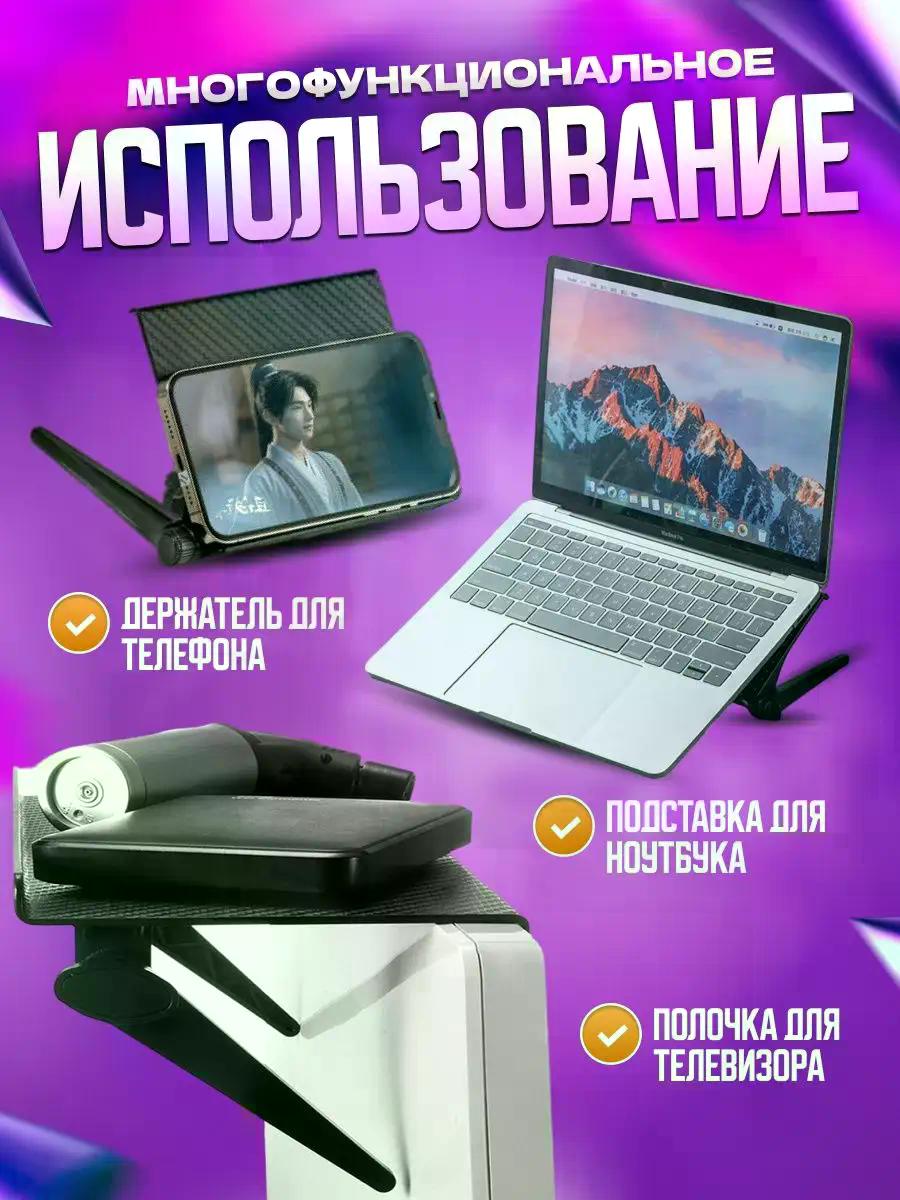 МНОГОФУНКЦИОНАЛЬНОЕ
ИСПОЛЬЗОВАНИЕ
ДЕРЖАТЕЛЬ ДЛЯ
ТЕЛЕФОНА
ПОДСТАВКА ДЛЯ
НОУТБУКА
ПОЛОЧКА ДЛЯ
ТЕЛЕВИЗОРА